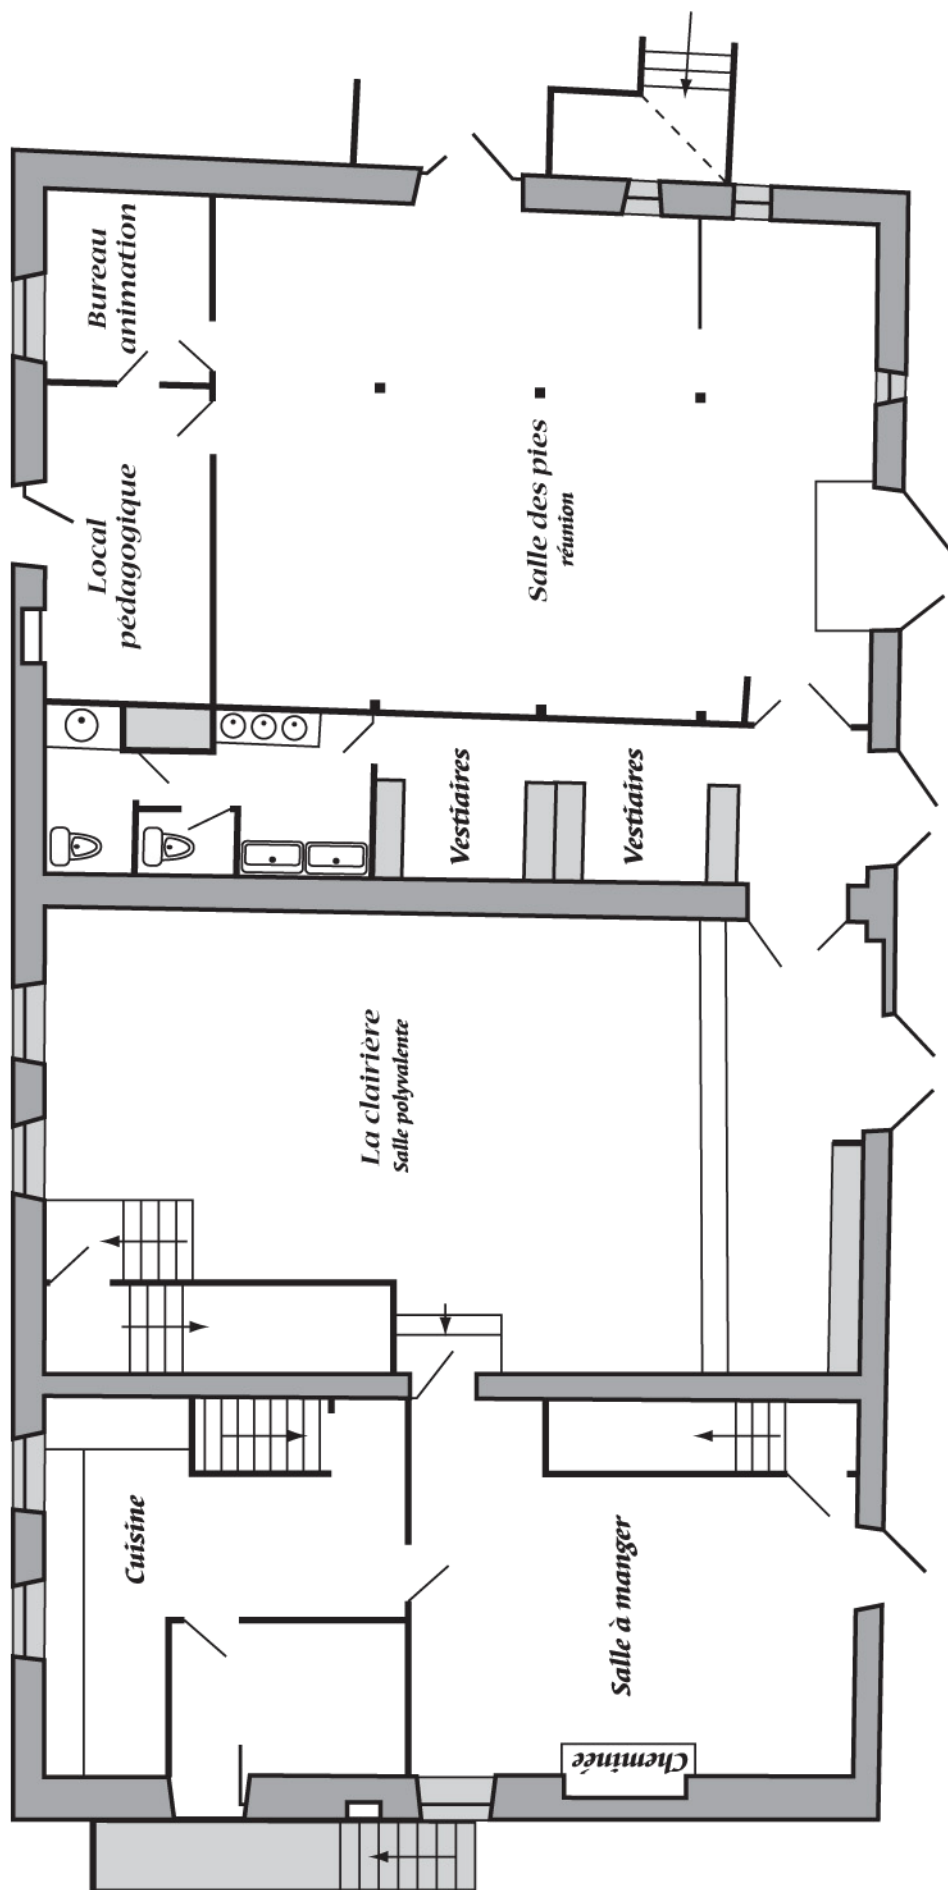 Bureau
animation
Local
pédagogique
Salle des pies
réunion
Vestiaires
Vestiaires
La clairière
Salle polyvalente
Cuisine
Salle à manger
Cheminée